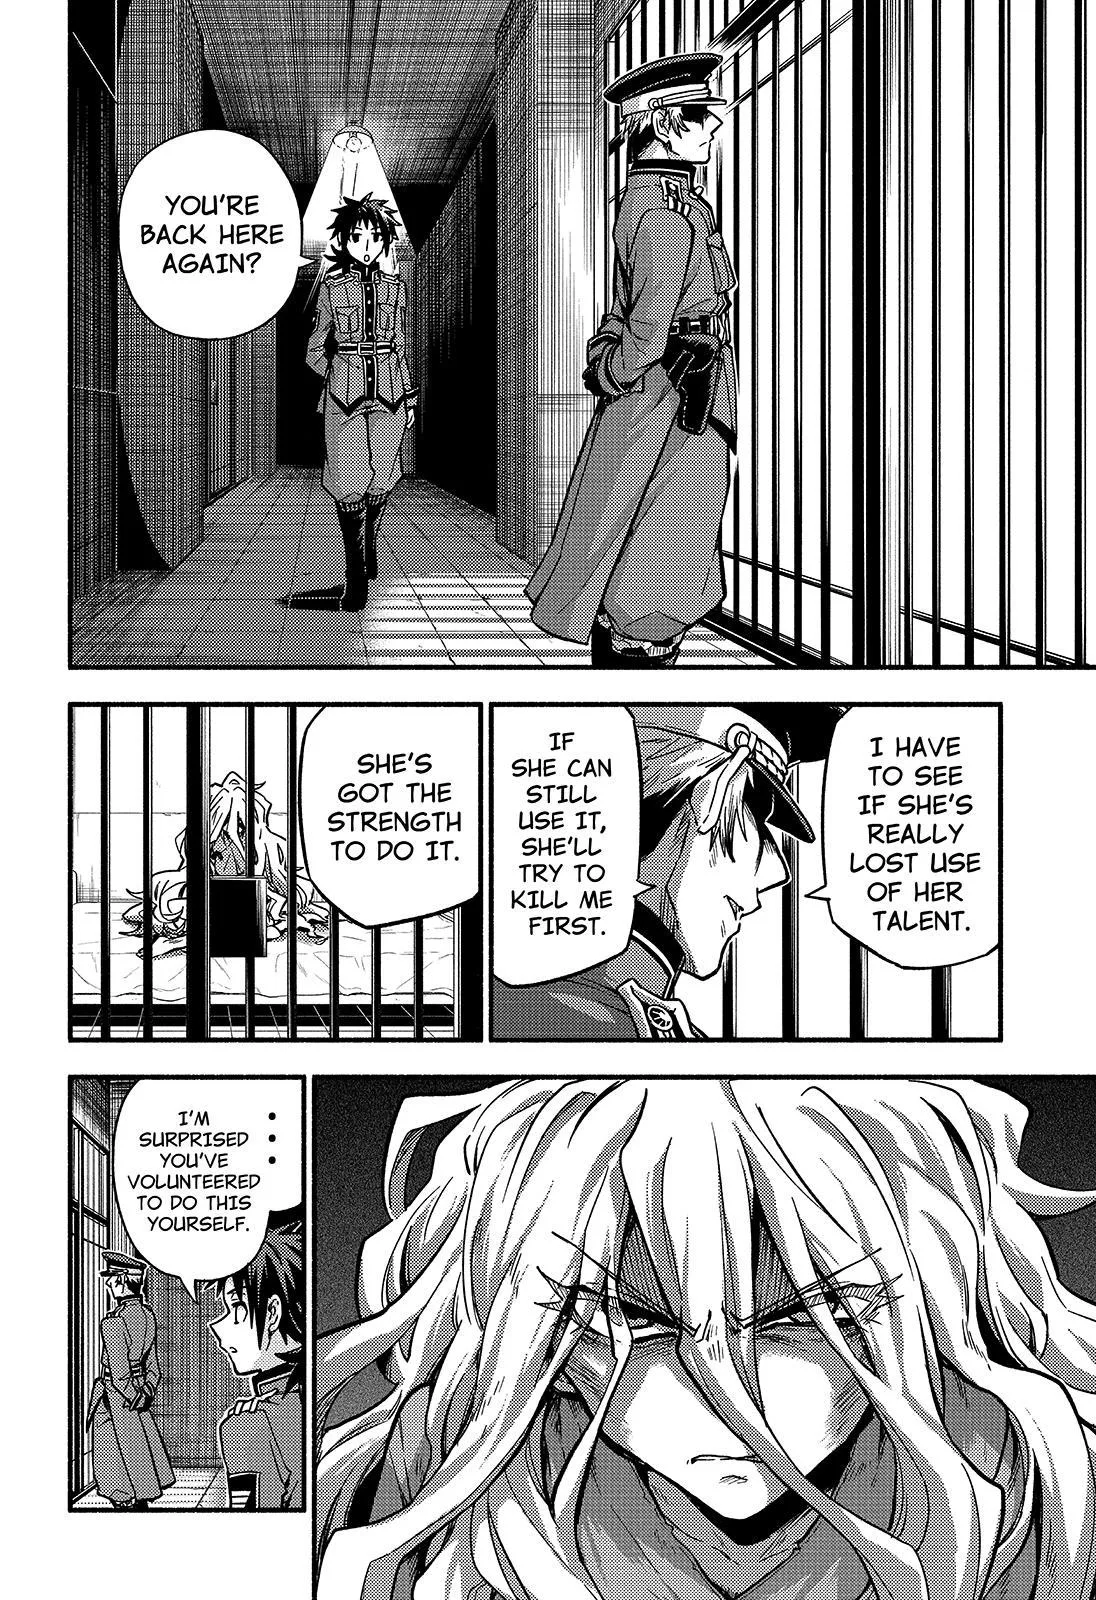 YOU'RE
BACK HERE
AGAIN?
I HAVE
TO SEE
IF SHE'S
REALLY
LOST USE
OF HER
TALENT.
IF
SHE CAN
STILL
USE IT,
SHE'LL
TRY TO
KILL ME
FIRST.
SHE'S
GOT THE
STRENGTH
TO DO IT.
...
I'M
SURPRISED
YOU'VE
VOLUNTEERED
TO DO THIS
YOURSELF.